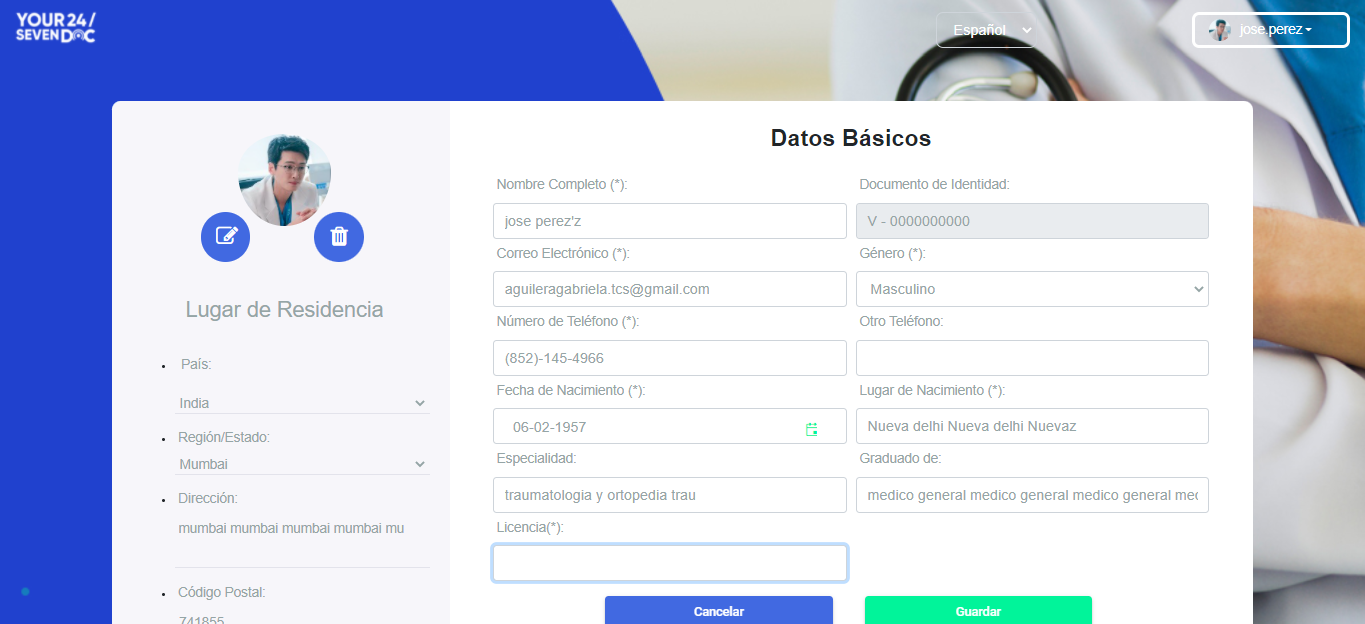 YOUR 24/
SEVEN DOC
Español
jose.perez
Datos Básicos
Nombre Completo (*):
Documento de Identidad:
jose perez'z
V - 0000000000
Correo Electrónico (*):
Género (*):
aguileragabriela.tcs@gmail.com
Masculino
Número de Teléfono (*):
Otro Teléfono:
(852)-145-4966
Fecha de Nacimiento (*):
Lugar de Nacimiento (*):
06-02-1957
Nueva delhi Nueva delhi Nuevaz
Especialidad:
Graduado de:
traumatologia y ortopedia trau
medico general medico general medico general med
Licencia(*):
Cancelar
Guardar
Lugar de Residencia
País:
India
Región/Estado:
Mumbai
Dirección:
mumbai mumbai mumbai mumbai mu
Código Postal:
741855